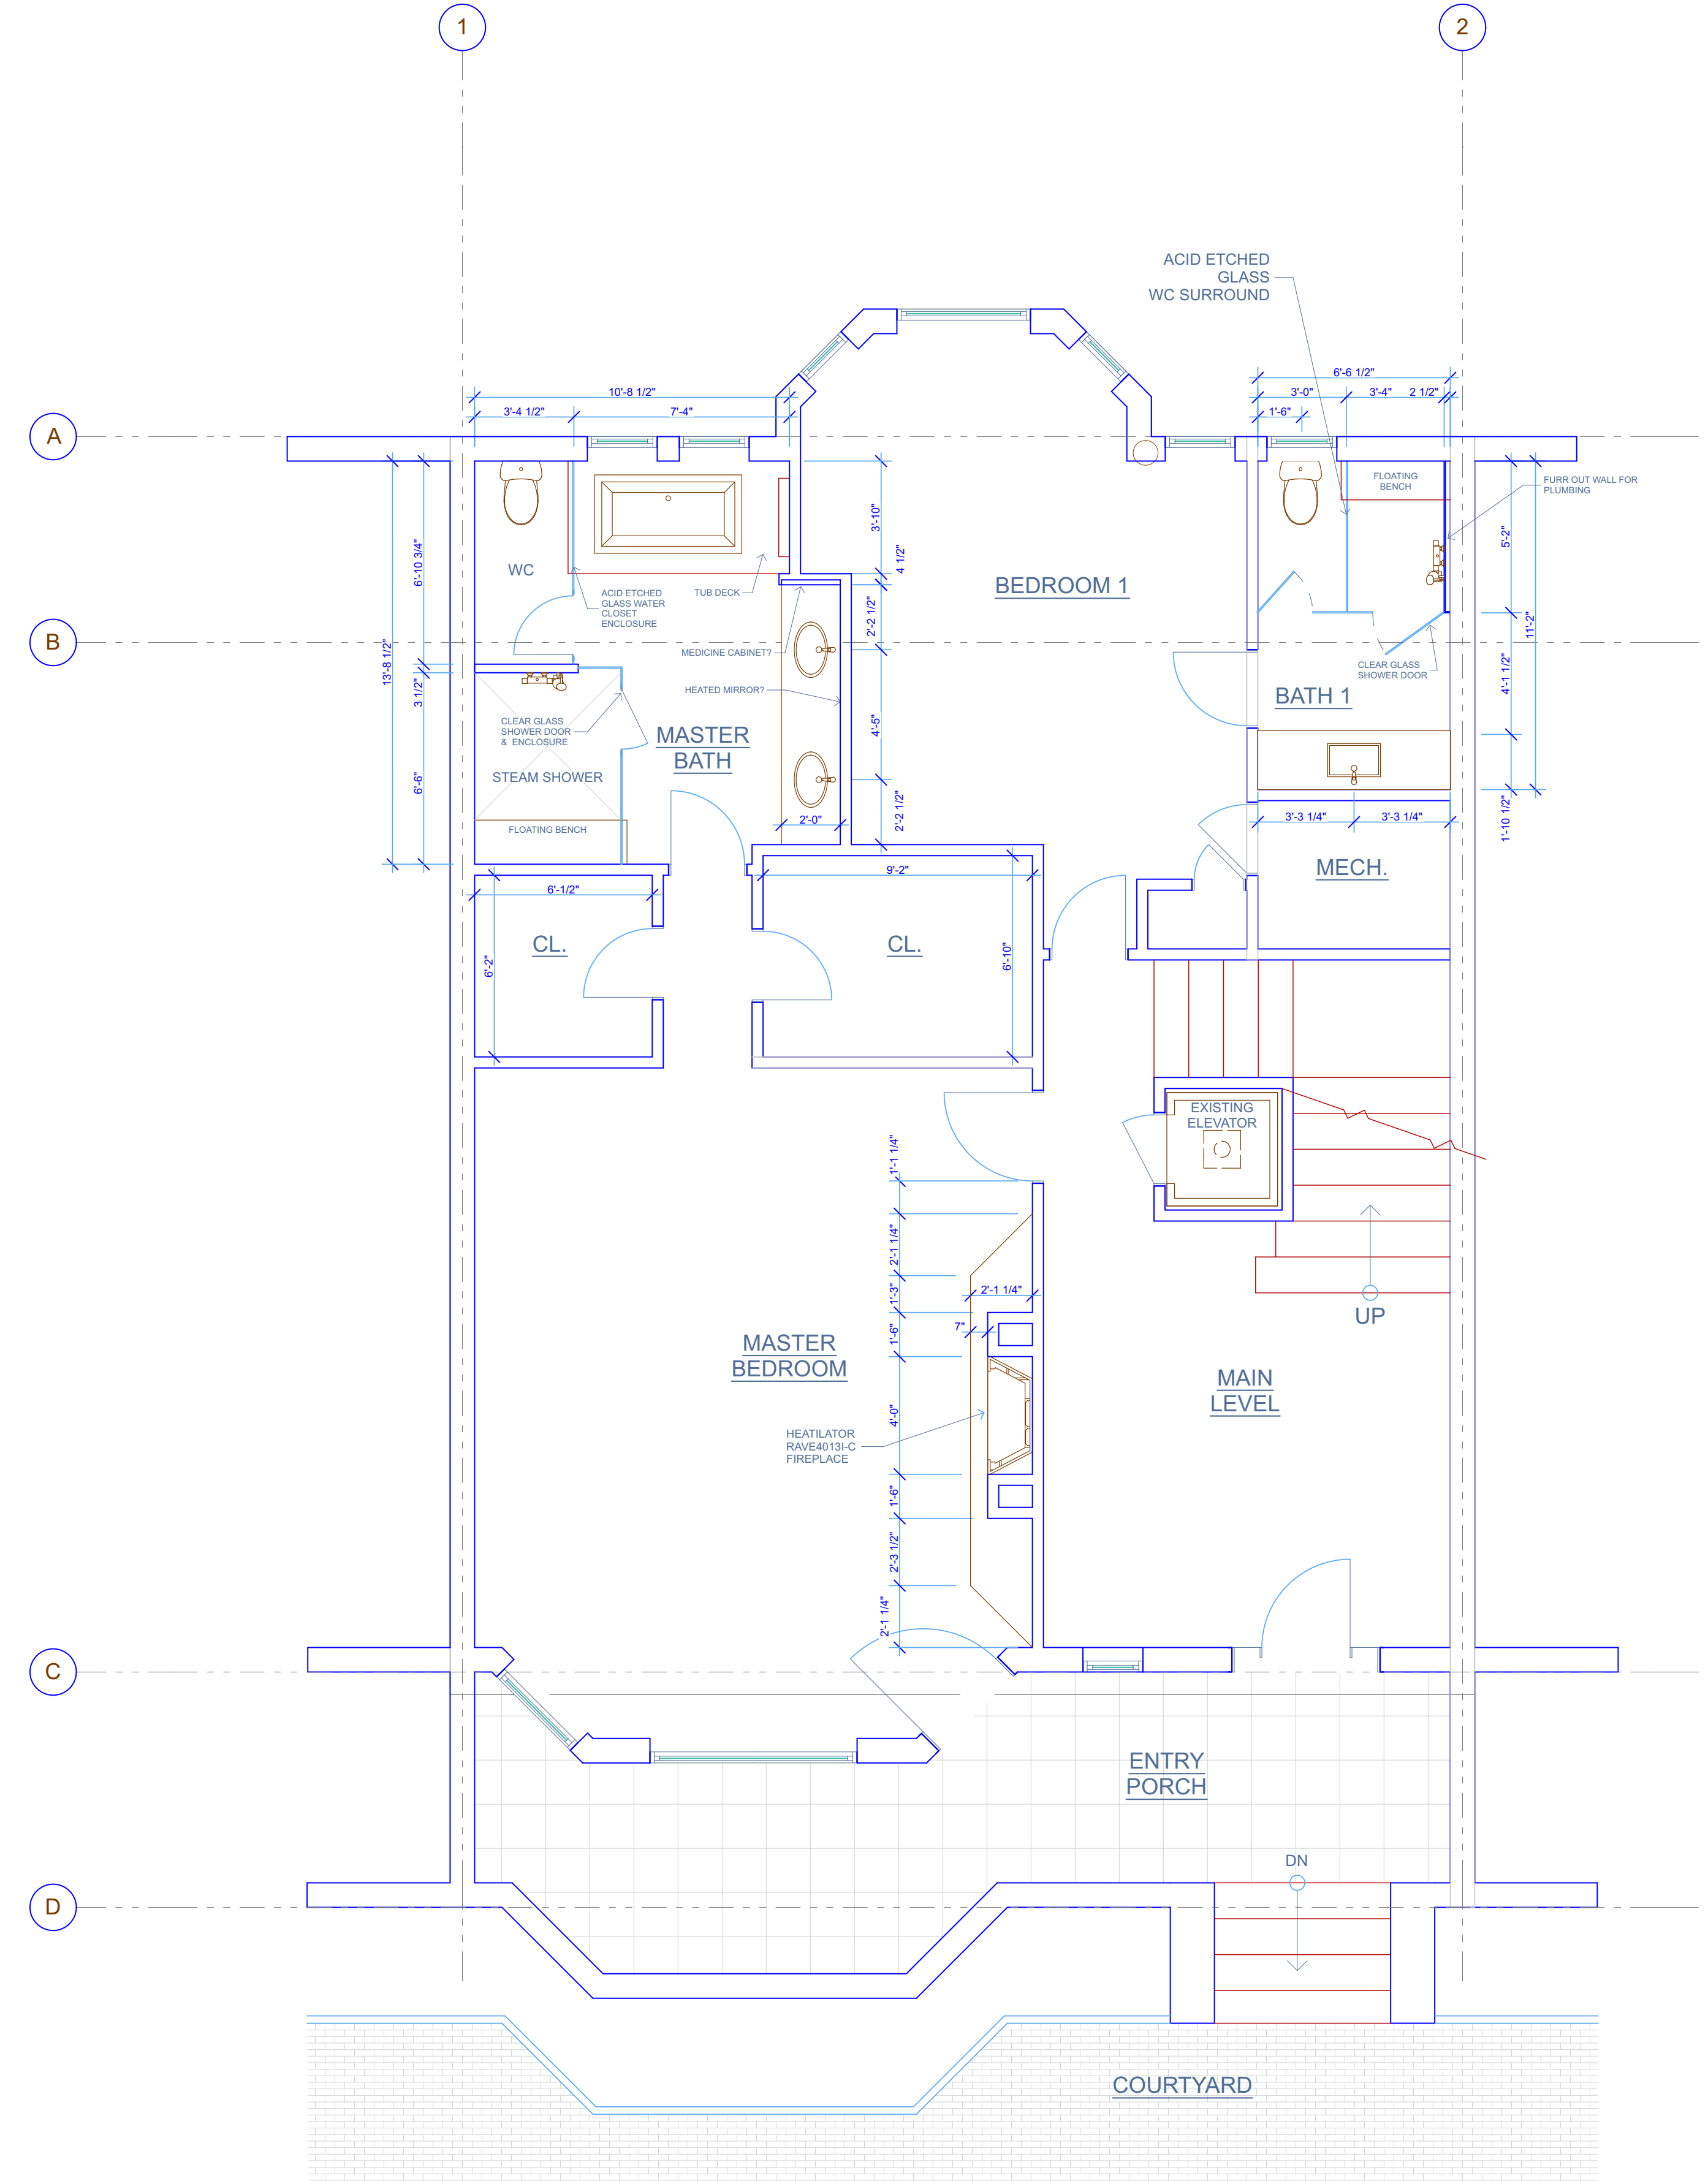 1
2
ACID ETCHED
GLASS
WC SURROUND
6'-6 1/2"
10'-8 1/2"
3'-0"
3'-4"
2 1/2"
3'-4 1/2"
7'-4"
1'-6"
A
FLOATING
BENCH
FURR OUT WALL FOR
PLUMBING
3'-10"
5'-2"
6'-10 3/4"
4 1/2"
WC
BEDROOM 1
ACID ETCHED
GLASS WATER
CLOSET
ENCLOSURE
TUB DECK
2'-2 1/2"
11'-2"
B
13'-8 1/2"
MEDICINE CABINET?
CLEAR GLASS
SHOWER DOOR
3 1/2"
HEATED MIRROR?
4'-1 1/2"
BATH 1
CLEAR GLASS
SHOWER DOOR
& ENCLOSURE
MASTER
BATH
4'-5"
STEAM SHOWER
6'-6"
2'-0"
2'-2 1/2"
3'-3 1/4"
3'-3 1/4"
1'-10 1/2"
FLOATING BENCH
MECH.
9'-2"
6'-1/2"
CL.
CL.
6'-2"
6'-10"
EXISTING
ELEVATOR
1'-1 1/4"
2'-1 1/4"
1'-3"
2'-1 1/4"
UP
7"
1'-6"
MASTER
BEDROOM
MAIN
LEVEL
4'-0"
HEATILATOR
RAVE4013I-C
FIREPLACE
1'-6"
2'-3 1/2"
2'-1 1/4"
C
ENTRY
PORCH
DN
D
COURTYARD